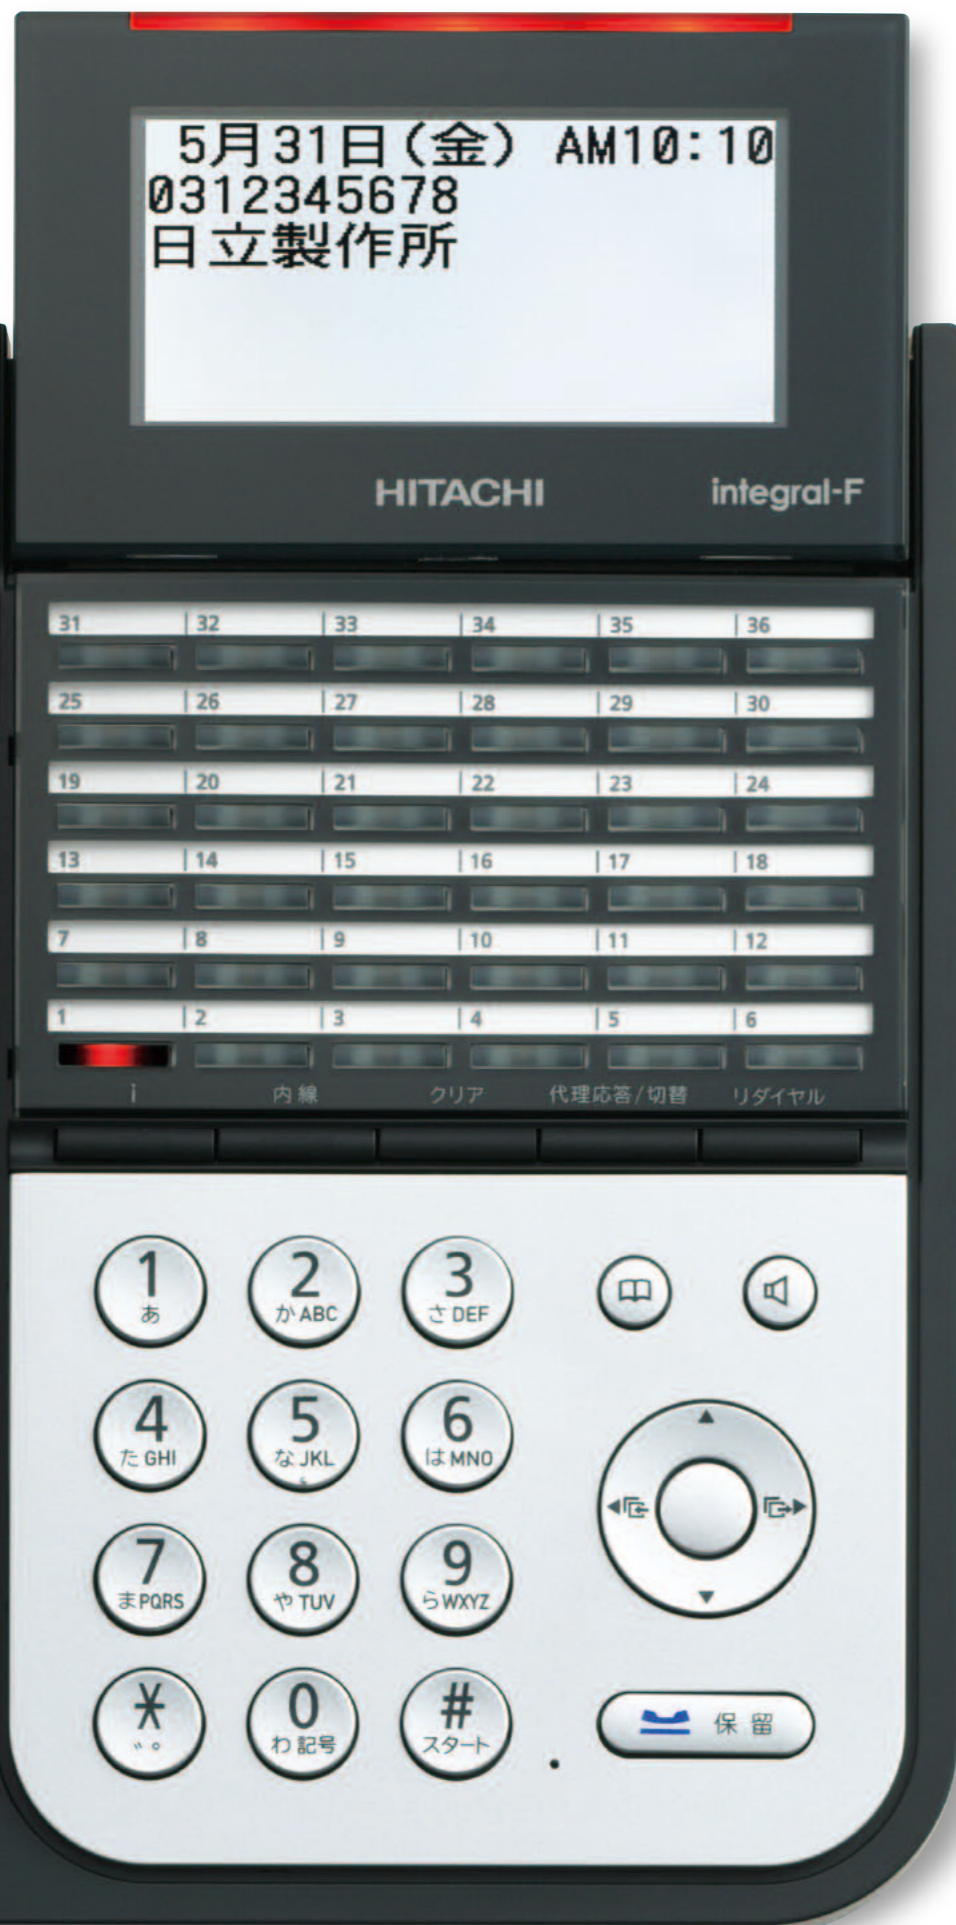 5月31日(金) AM10:10
0312345678
日立製作所
HITACHI integral-F
31 32 33 34 35 36
25 26 27 28 29 30
19 20 21 22 23 24
13 14 15 16 17 18
7 8 9 10 11 12
1 2 3 4 5 6
i 内線 クリア 代理応答/切替 リダイヤル
1 2 3
あ か ABC さ DEF
4 5 6
た GHI な JKL は MNO
7 8 9
ま PQRS や TUV ら WXYZ
* 0 #
゛゜ わ 記号 スタート
保留